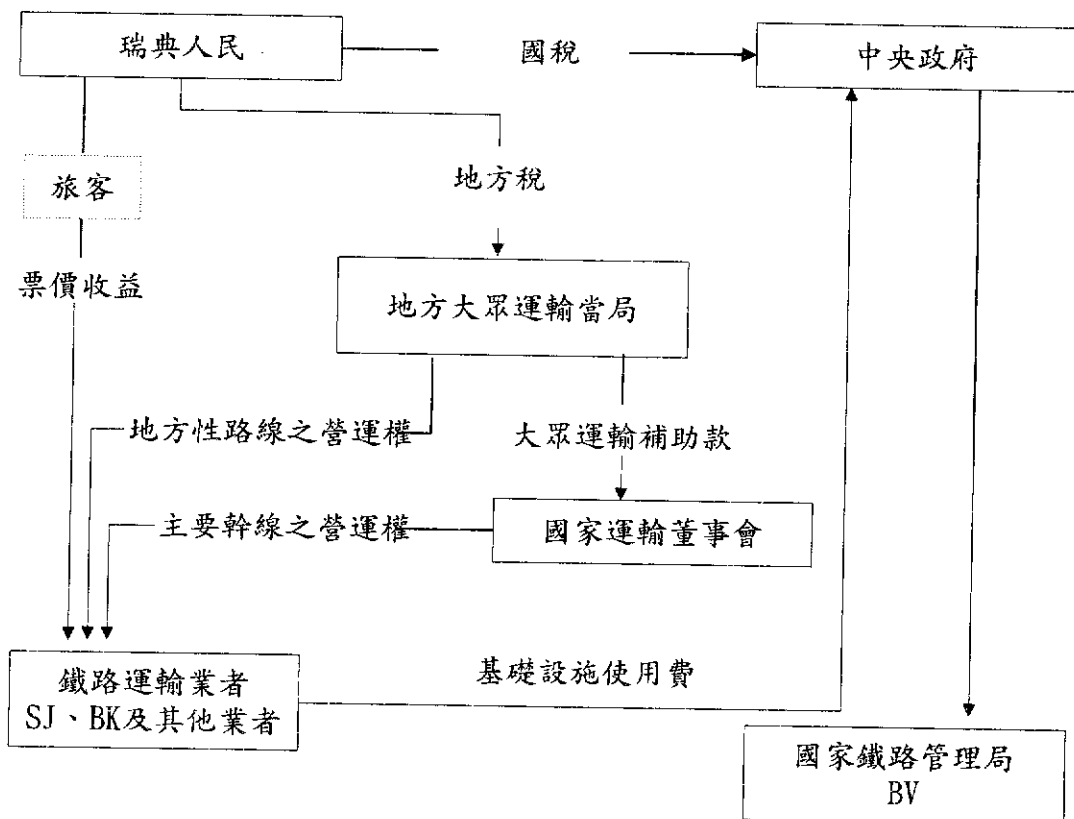 瑞典人民
國稅
中央政府
旅客
地方稅
票價收益
地方大眾運輸當局
地方性路線之營運權
大眾運輸補助款
主要幹線之營運權
國家運輸董事會
鐵路運輸業者
SJ、BK及其他業者
基礎設施使用費
國家鐵路管理局
BV